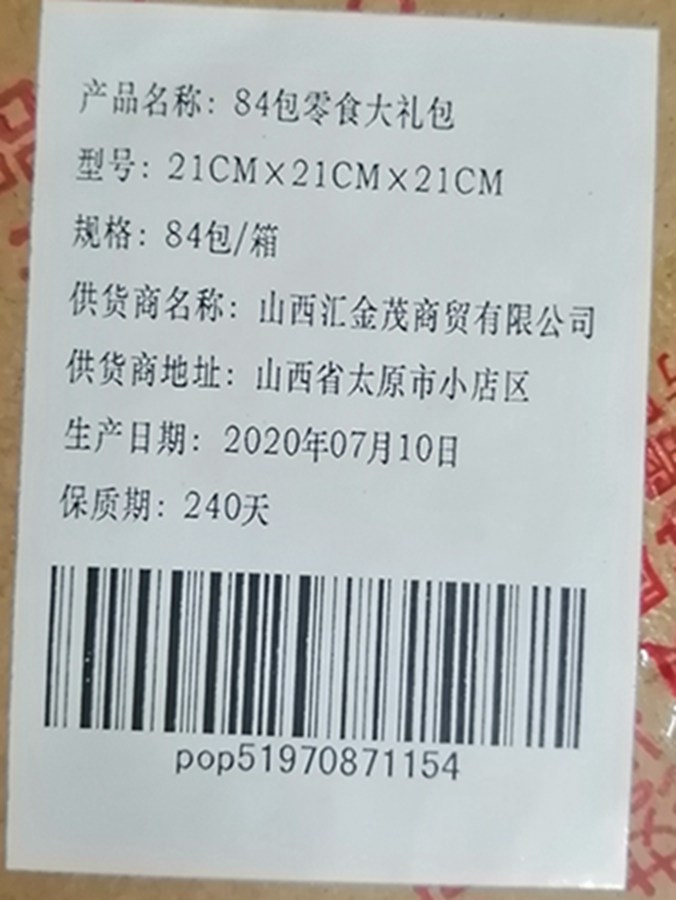 产品名称：84包零食大礼包
型号：21CM×21CM×21CM
规格：84包/箱
供货商名称：山西汇金茂商贸有限公司
供货商地址：山西省太原市小店区
生产日期：2020年07月10日
保质期：240天
pop51970871154